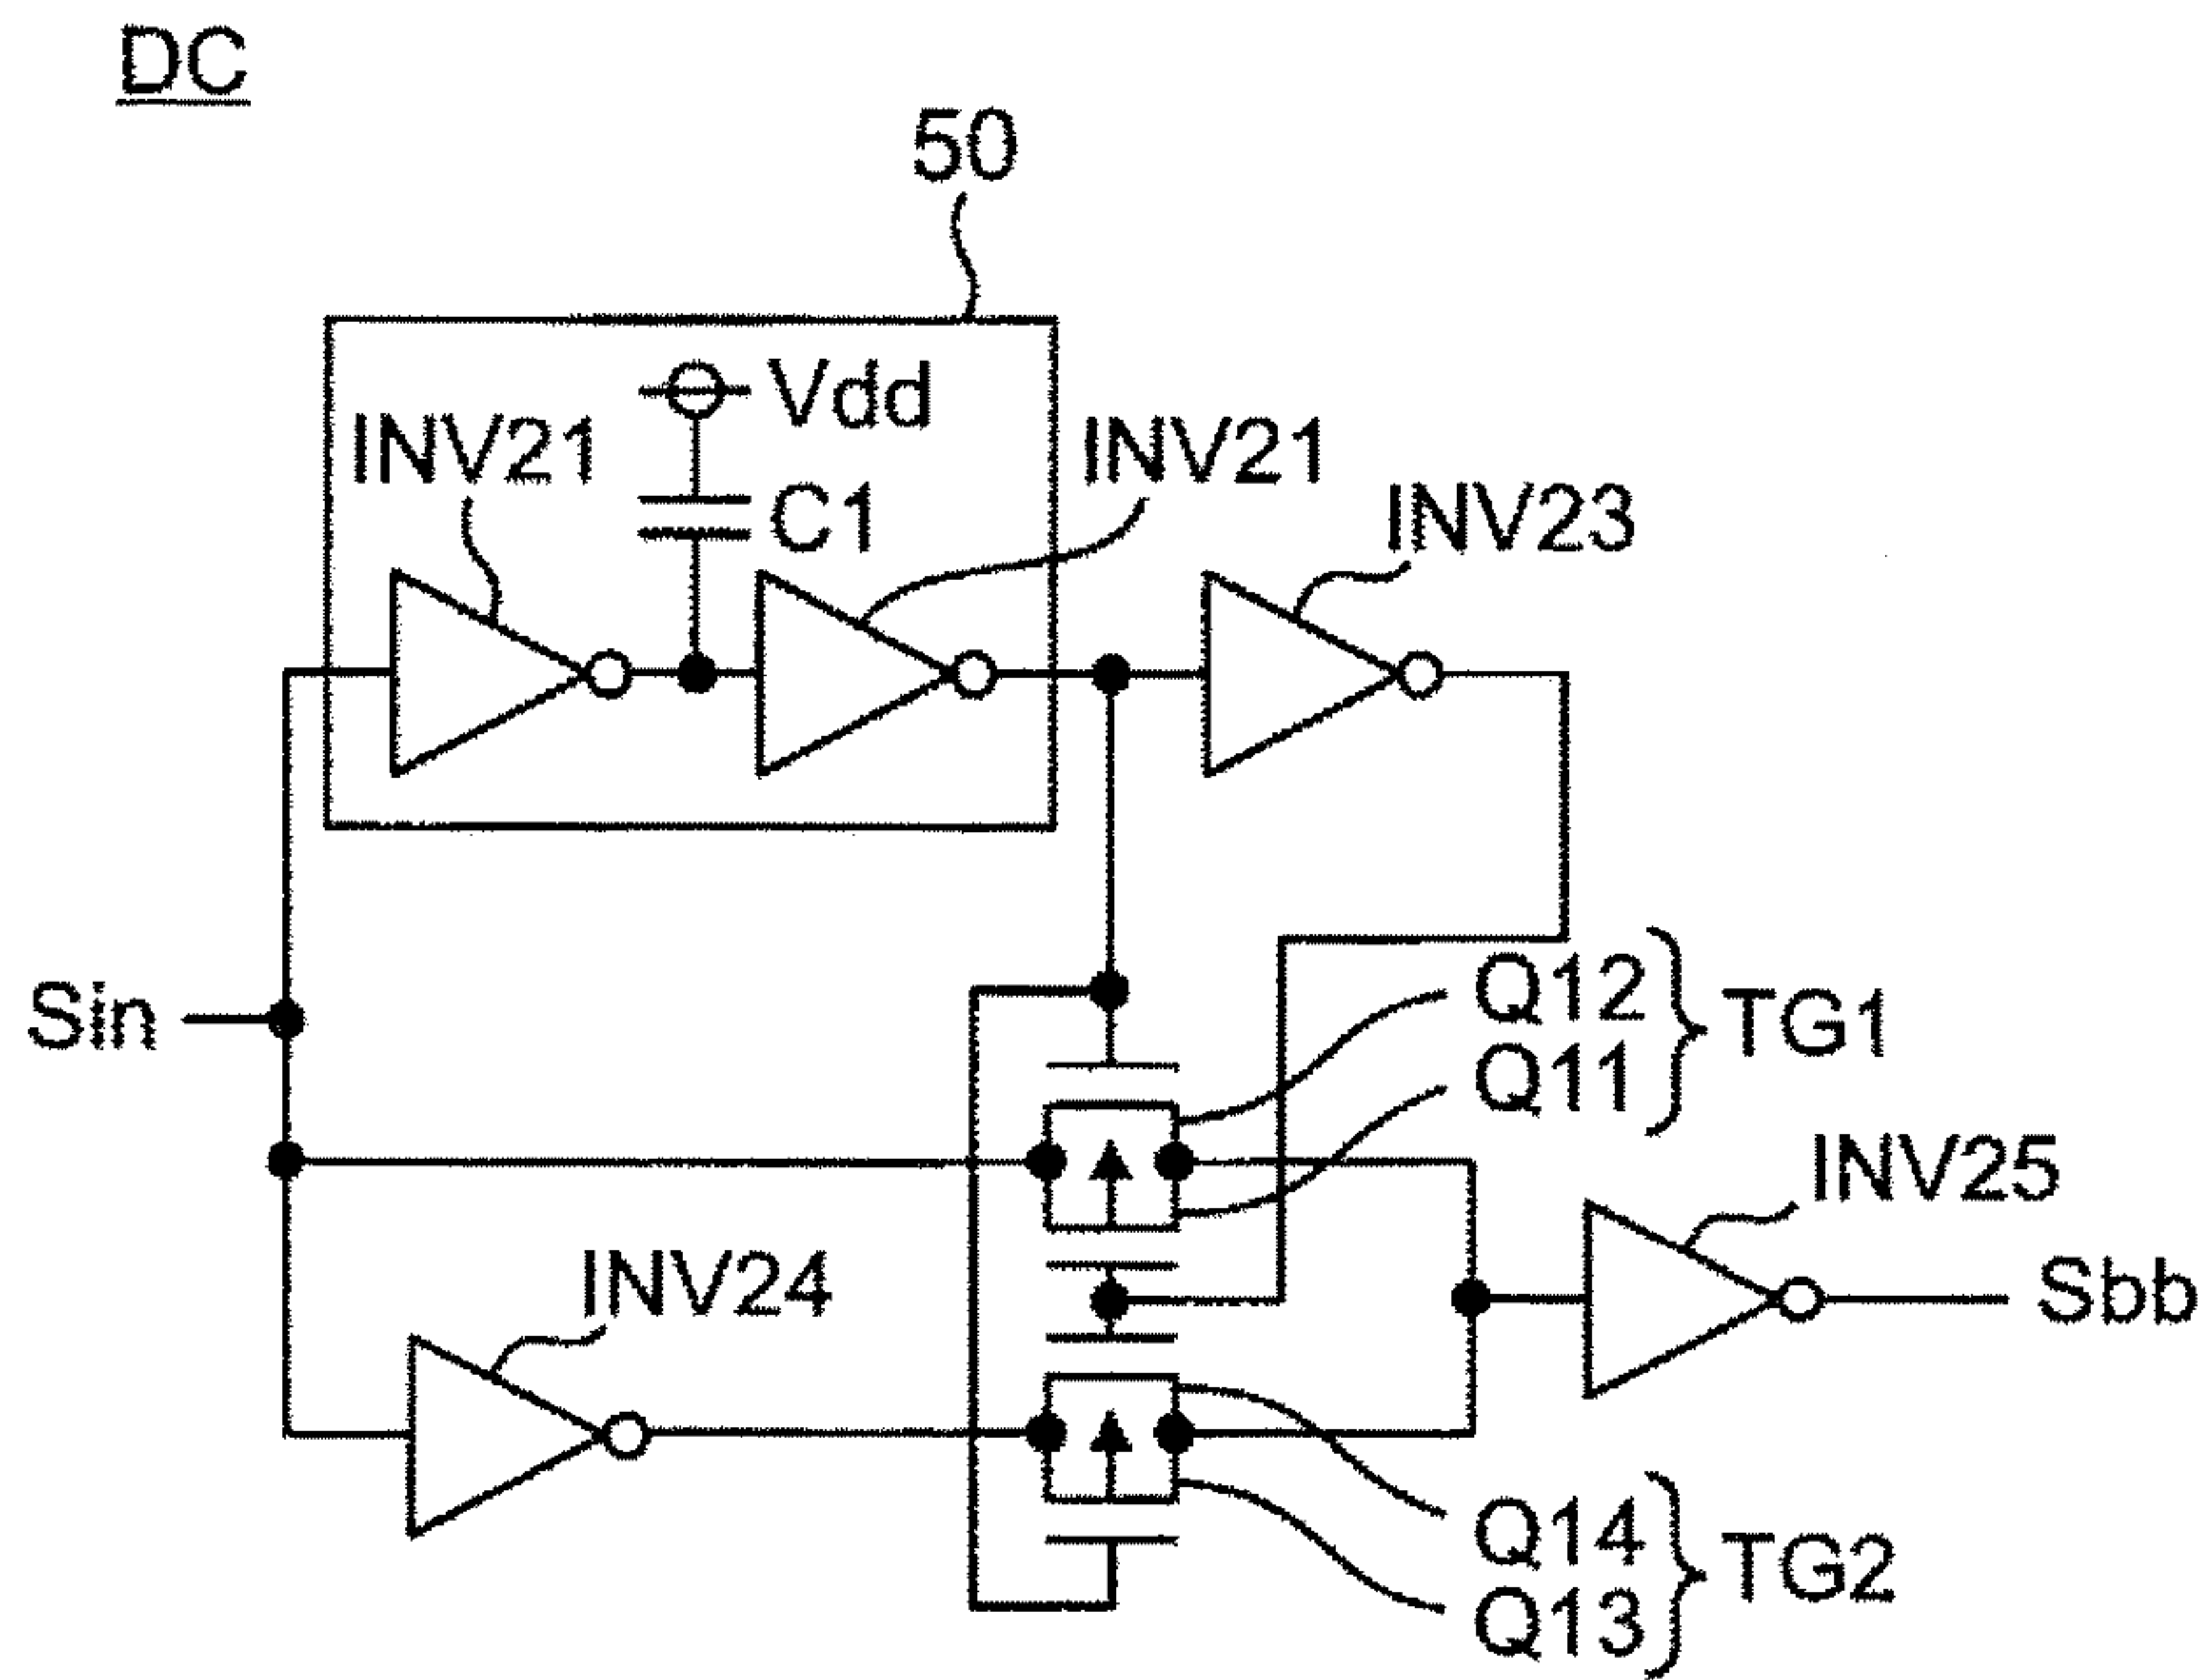 DC
50
Vdd
INV21
INV21
C1
INV23
Sin
Q12
Q11
TG1
INV25
INV24
Sbb
Q14
Q13
TG2